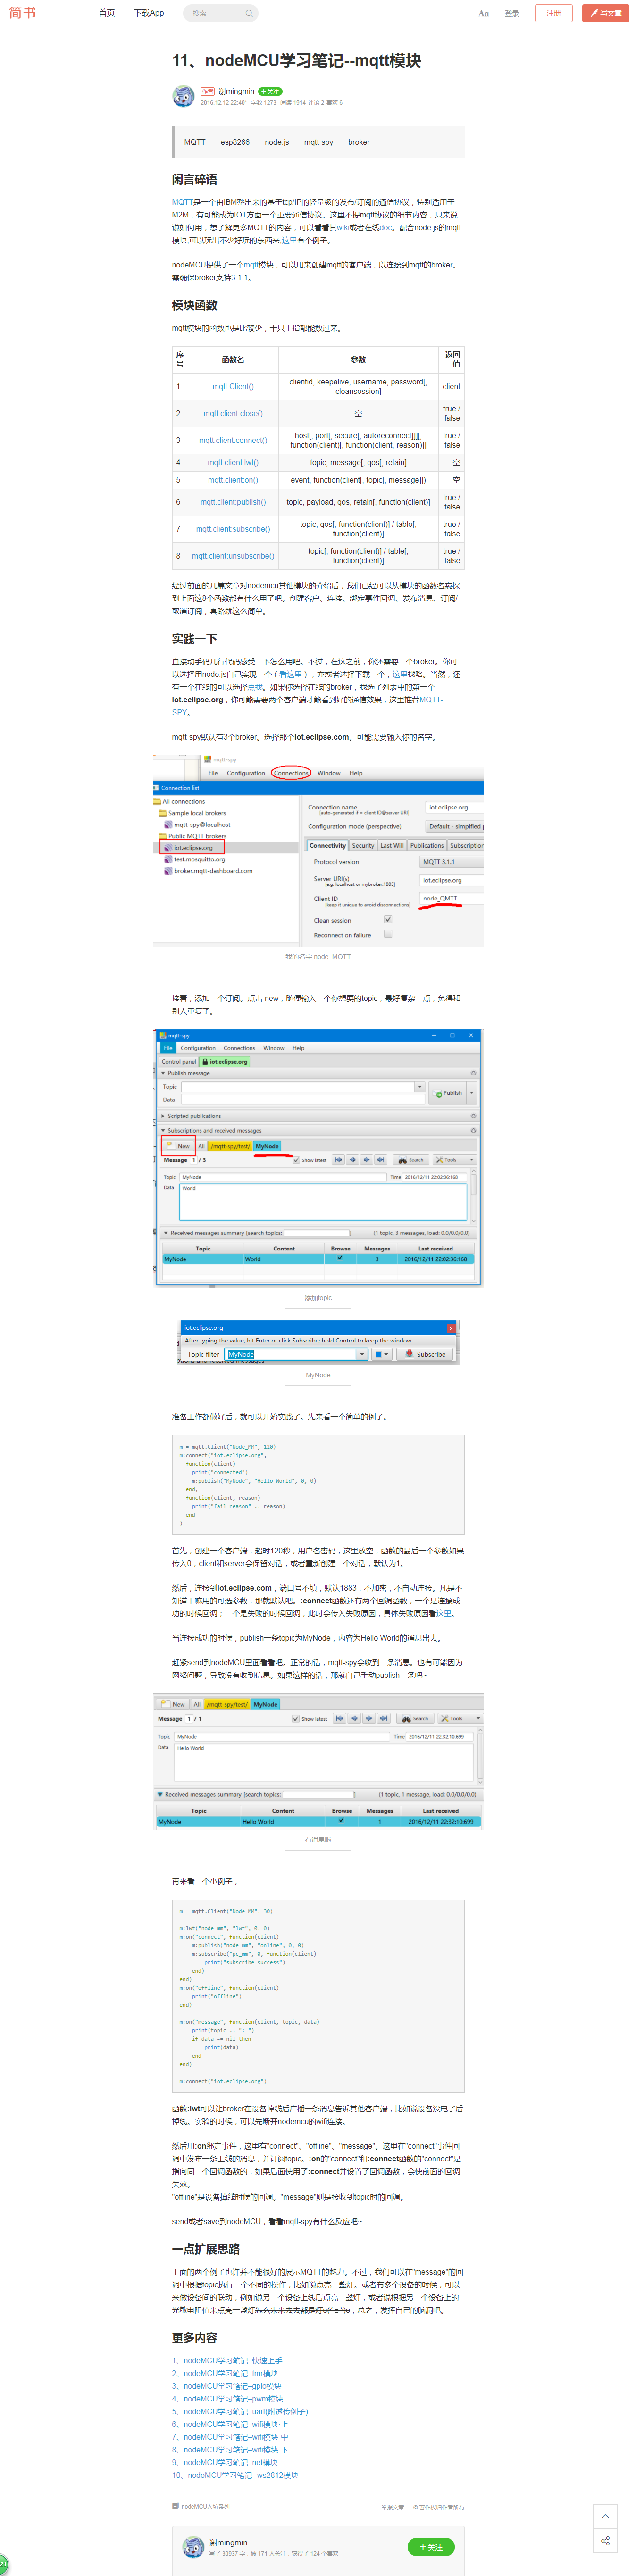 简书 首页 下载App 搜索 Aa 登录 注册 写文章
11、nodeMCU学习笔记--mqtt模块
作者 谢mingmin +关注
2016.12.12 22:40* 字数 1273 阅读 1914 评论 2 喜欢 6
MQTT esp8266 node.js mqtt-spy broker
闲言碎语
MQTT是一个由IBM整出来的基于tcp/IP的轻量级的发布/订阅的通信协议，特别适用于
M2M，有可能成为IOT方面一个重要通信协议。这里不提mqtt协议的细节内容，只来说
说如何用，想了解更多MQTT的内容，可以看看其wiki或者在线doc。配合node.js的mqtt
模块,可以玩出不少好玩的东西来,这里有个例子。
nodeMCU提供了一个mqtt模块，可以用来创建mqtt的客户端，以连接到mqtt的broker。
需确保broker支持3.1.1。
模块函数
mqtt模块的函数也是比较少，十只手指都能数过来。
序号 函数名 参数 返回值
1 mqtt.Client() clientid, keepalive, username, password[, cleansession] client
2 mqtt.client:close() 空 true / false
3 mqtt.client:connect() host[, port[, secure[, autoreconnect]]][, function(client)[, function(client, reason)]] true / false
4 mqtt.client:lwt() topic, message[, qos[, retain] 空
5 mqtt.client:on() event, function(client[, topic[, message]]) 空
6 mqtt.client:publish() topic, payload, qos, retain[, function(client)] true / false
7 mqtt.client:subscribe() topic, qos[, function(client)] / table[, function(client)] true / false
8 mqtt.client:unsubscribe() topic[, function(client)] / table[, function(client)] true / false
经过前面的几篇文章对nodemcu其他模块的介绍后，我们已经可以从模块的函数名窥探
到上面这8个函数都有什么用了吧。创建客户、连接、绑定事件回调、发布消息、订阅/
取消订阅，套路就这么简单。
实践一下
直接动手码几行代码感受一下怎么用吧。不过，在这之前，你还需要一个broker。你可
以选择用node.js自己实现一个（看这里），亦或者选择下载一个，这里找唔。当然，还
有一个在线的可以选择点我。如果你选择在线的broker，我选了列表中的第一个
iot.eclipse.org，你可能需要两个客户端才能看到好的通信效果，这里推荐MQTT-
SPY。
mqtt-spy默认有3个broker。选择那个iot.eclipse.com。可能需要输入你的名字。
mqtt-spy
File Configuration Connections Window Help
Connection list
All connections
Sample local brokers
mqtt-spy@localhost
Public MQTT brokers
iot.eclipse.org
test.mosquitto.org
broker.mqtt-dashboard.com
Connection name iot.eclipse.org
[auto-generated if = client ID@server URI]
Configuration mode (perspective) Default - simplified
Connectivity Security Last Will Publications Subscription
Protocol version MQTT 3.1.1
Server URI(s) iot.eclipse.org
[e.g. localhost or mybroker:1883]
Client ID node_QMTT
[keep it unique to avoid disconnections]
Clean session
Reconnect on failure
我的名字 node_MQTT
接着，添加一个订阅。点击 new，随便输入一个你想要的topic，最好复杂一点，免得和
别人重复了。
mqtt-spy
File Configuration Connections Window Help
Control panel iot.eclipse.org
Publish message
Topic
Data
Publish
Scripted publications
Subscriptions and received messages
New All /mqtt-spy/test/ MyNode
Message 1 / 3 Show latest Search Tools
Topic MyNode Time 2016/12/11 22:02:36:168
Data World
Received messages summary (search topics: ) (1 topic, 3 messages, load: 0.0/0.0/0.0)
Topic Content Browse Messages Last received
MyNode World 3 2016/12/11 22:02:36:168
添加topic
iot.eclipse.org
After typing the value, hit Enter or click Subscribe; hold Control to keep the window
Topic filter MyNode Subscribe
MyNode
准备工作都做好后，就可以开始实践了。先来看一个简单的例子。
m = mqtt.Client("Node_MM", 120)
m:connect("iot.eclipse.org",
function(client)
print("connected")
m:publish("MyNode", "Hello World", 0, 0)
end,
function(client, reason)
print("fail reason" .. reason)
end
)
首先，创建一个客户端，超时120秒，用户名密码，这里放空，函数的最后一个参数如果
传入0，client和server会保留对话，或者重新创建一个对话，默认为1。
然后，连接到iot.eclipse.com，端口号不填，默认1883，不加密，不自动连接。凡是不
知道干嘛用的可选参数，那就默认吧。:connect函数还有两个回调函数，一个是连接成
功的时候回调；一个是失败的时候回调，此时会传入失败原因，具体失败原因看这里。
当连接成功的时候，publish一条topic为MyNode，内容为Hello World的消息出去。
赶紧send到nodeMCU里面看看吧。正常的话，mqtt-spy会收到一条消息。也有可能因为
网络问题，导致没有收到信息。如果这样的话，那就自己手动publish一条吧~
New All /mqtt-spy/test/ MyNode
Message 1 / 1 Show latest Search Tools
Topic MyNode Time 2016/12/11 22:32:10:699
Data Hello World
Received messages summary (search topics: ) (1 topic, 1 message, load: 0.0/0.0/0.0)
Topic Content Browse Messages Last received
MyNode Hello World 1 2016/12/11 22:32:10:699
有消息啦
再来看一个小例子，
m = mqtt.Client("Node_MM", 30)
m:lwt("node_mm", "lwt", 0, 0)
m:on("connect", function(client)
m:publish("node_mm", "online", 0, 0)
m:subscribe("pc_mm", 0, function(client)
print("subscribe success")
end)
end)
m:on("offline", function(client)
print("offline")
end)
m:on("message", function(client, topic, data)
print(topic .. ": ")
if data ~= nil then
print(data)
end
end)
m:connect("iot.eclipse.org")
函数:lwt可以让broker在设备掉线后广播一条消息告诉其他客户端，比如说设备没电了后
掉线。实验的时候，可以先断开nodemcu的wifi连接。
然后用:on绑定事件，这里有"connect"、"offline"、"message"。这里在"connect"事件回调
中发布一条上线的消息，并订阅topic。:on的"connect"和:connect函数的"connect"是
指向同一个回调函数的，如果后面使用了:connect并设置了回调函数，会使前面的回调
失效。
"offline"是设备掉线时候的回调。"message"则是接收到topic时的回调。
send或者save到nodeMCU，看看mqtt-spy有什么反应吧~
一点扩展思路
上面的两个例子也许并不能很好的展示MQTT的魅力。不过，我们可以在"message"的回
调中根据topic执行一个不同的操作，比如说点亮一盏灯。或者有多个设备的时候，可以
来做设备间的联动，例如说另一个设备上线后点亮一盏灯，或者说根据另一个设备上的
光敏电阻值来点亮一盏灯怎么来来去去都是灯o(╯□╰)o，总之，发挥自己的脑洞吧。
更多内容
1、nodeMCU学习笔记--快速上手
2、nodeMCU学习笔记--tmr模块
3、nodeMCU学习笔记--gpio模块
4、nodeMCU学习笔记--pwm模块
5、nodeMCU学习笔记--uart(附透传例子)
6、nodeMCU学习笔记--wifi模块·上
7、nodeMCU学习笔记--wifi模块·中
8、nodeMCU学习笔记--wifi模块·下
9、nodeMCU学习笔记--net模块
10、nodeMCU学习笔记--ws2812模块
nodeMCU入坑系列 举报文章 © 著作权归作者所有
谢mingmin
写了 30937 字，被 171 人关注，获得了 124 个喜欢
+关注